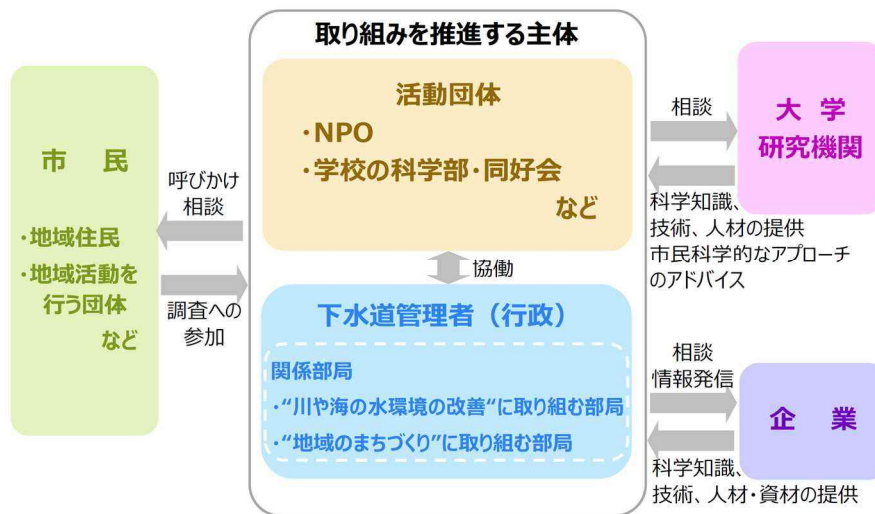 取り組みを推進する主体
活動団体
・NPO
・学校の科学部・同好会
など
協働
下水道管理者（行政）
関係部局
・“川や海の水環境の改善“に取り組む部局
・“地域のまちづくり”に取り組む部局
市　民
・地域住民
・地域活動を
行う団体
など
呼びかけ
相談
調査への
参加
相談
大　学
研究機関
科学知識、
技術、人材の提供
市民科学的なアプローチ
のアドバイス
相談
情報発信
企　業
科学知識、
技術、人材・資材の提供